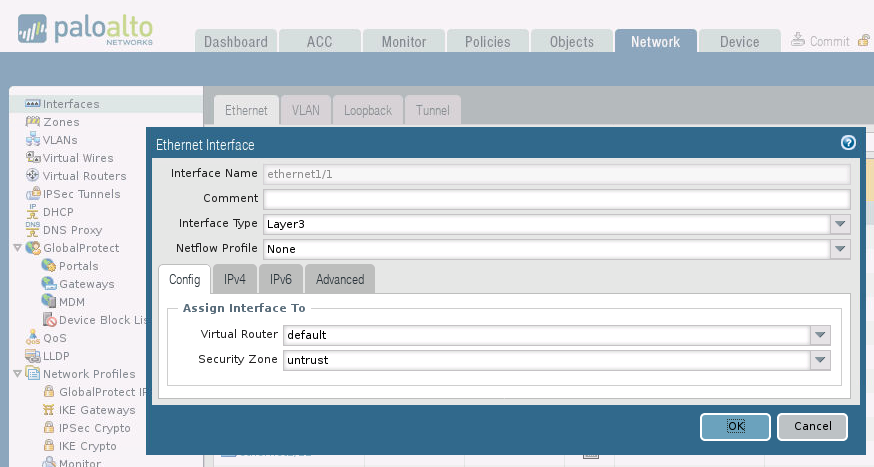 paloalto
NETWORKS
Dashboard
ACC
Monitor
Policies
Objects
Network
Device
Commit
Interfaces
Zones
VLANs
Virtual Wires
Virtual Routers
IPSec Tunnels
IP
DHCP
DNS
DNS Proxy
GlobalProtect
Portals
Gateways
MDM
Device Block Lis
QoS
LLDP
Network Profiles
GlobalProtect IP
IKE Gateways
IPSec Crypto
IKE Crypto
Monitor
Ethernet
VLAN
Loopback
Tunnel
Ethernet Interface
?
Interface Name
ethernet1/1
Comment
Interface Type
Layer3
Netflow Profile
None
Config
IPv4
IPv6
Advanced
Assign Interface To
Virtual Router
default
Security Zone
untrust
OK
Cancel